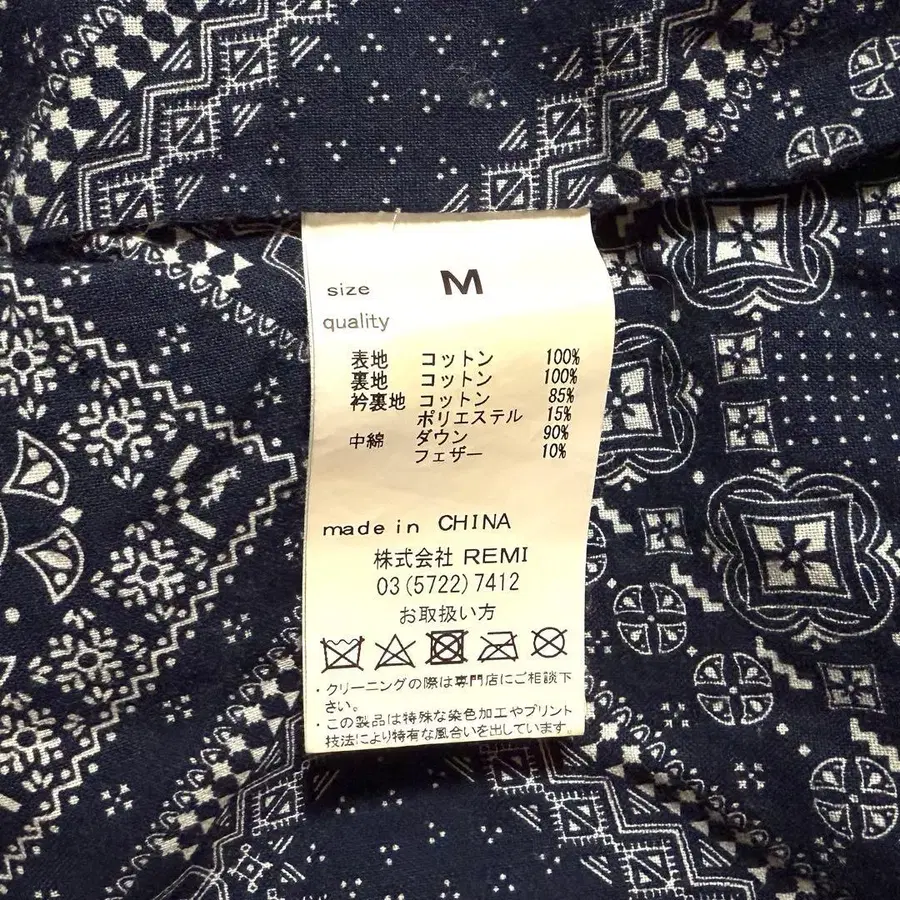 size M
quality
表地 コットン 100%
裏地 コットン 100%
衿裏地 コットン 85%
ポリエステル 15%
中綿 ダウン 90%
フェザー 10%
made in CHINA
株式会社 REMI
03(5722)7412
お取扱い方
・クリーニングの際は専門店にご相談下
さい。
・この製品は特殊な染色加工やプリント
技法により特有な風合いを出しています